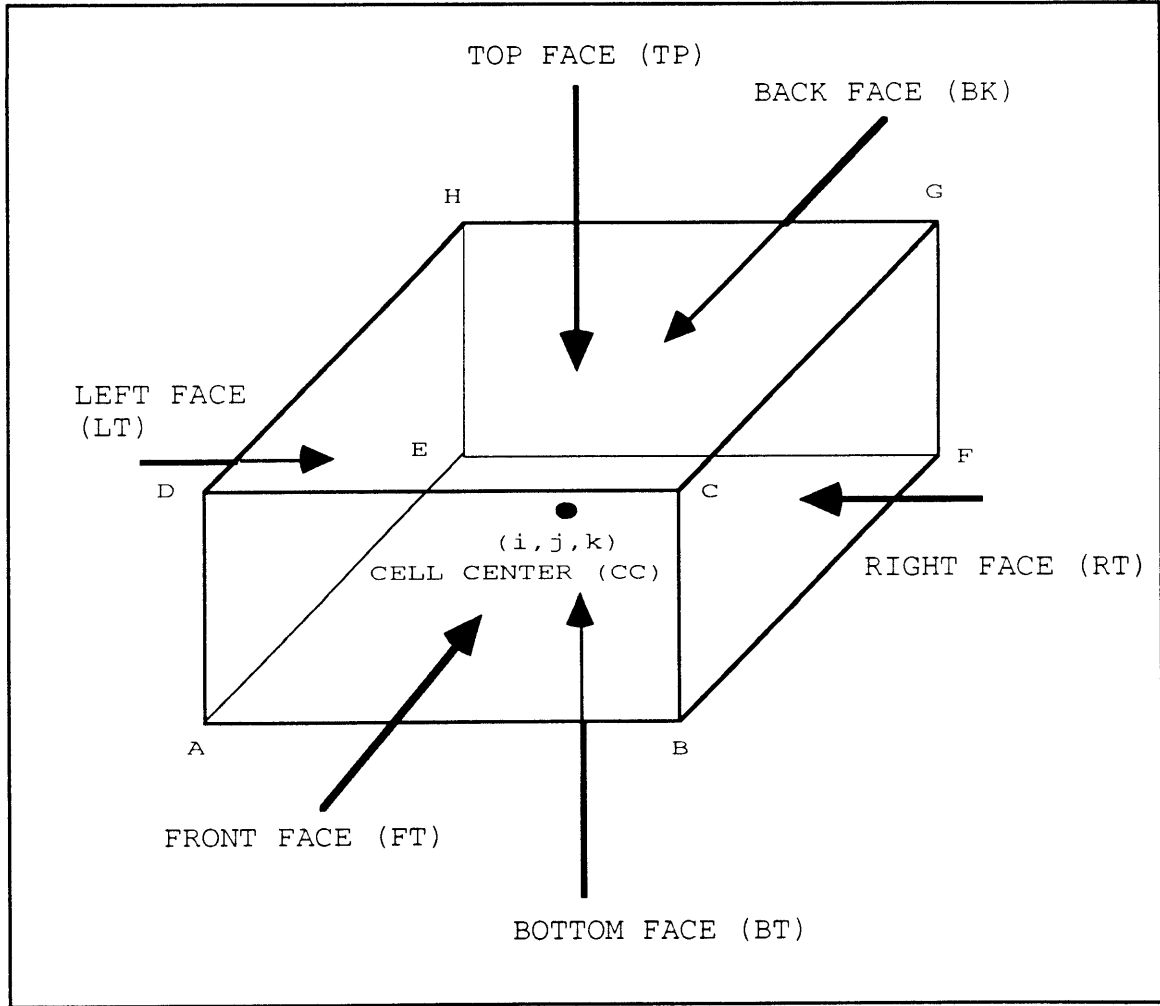 TOP FACE (TP)
BACK FACE (BK)
H
G
LEFT FACE
(LT)
E
F
D
C
(i,j,k)
CELL CENTER (CC)
RIGHT FACE (RT)
A
B
FRONT FACE (FT)
BOTTOM FACE (BT)